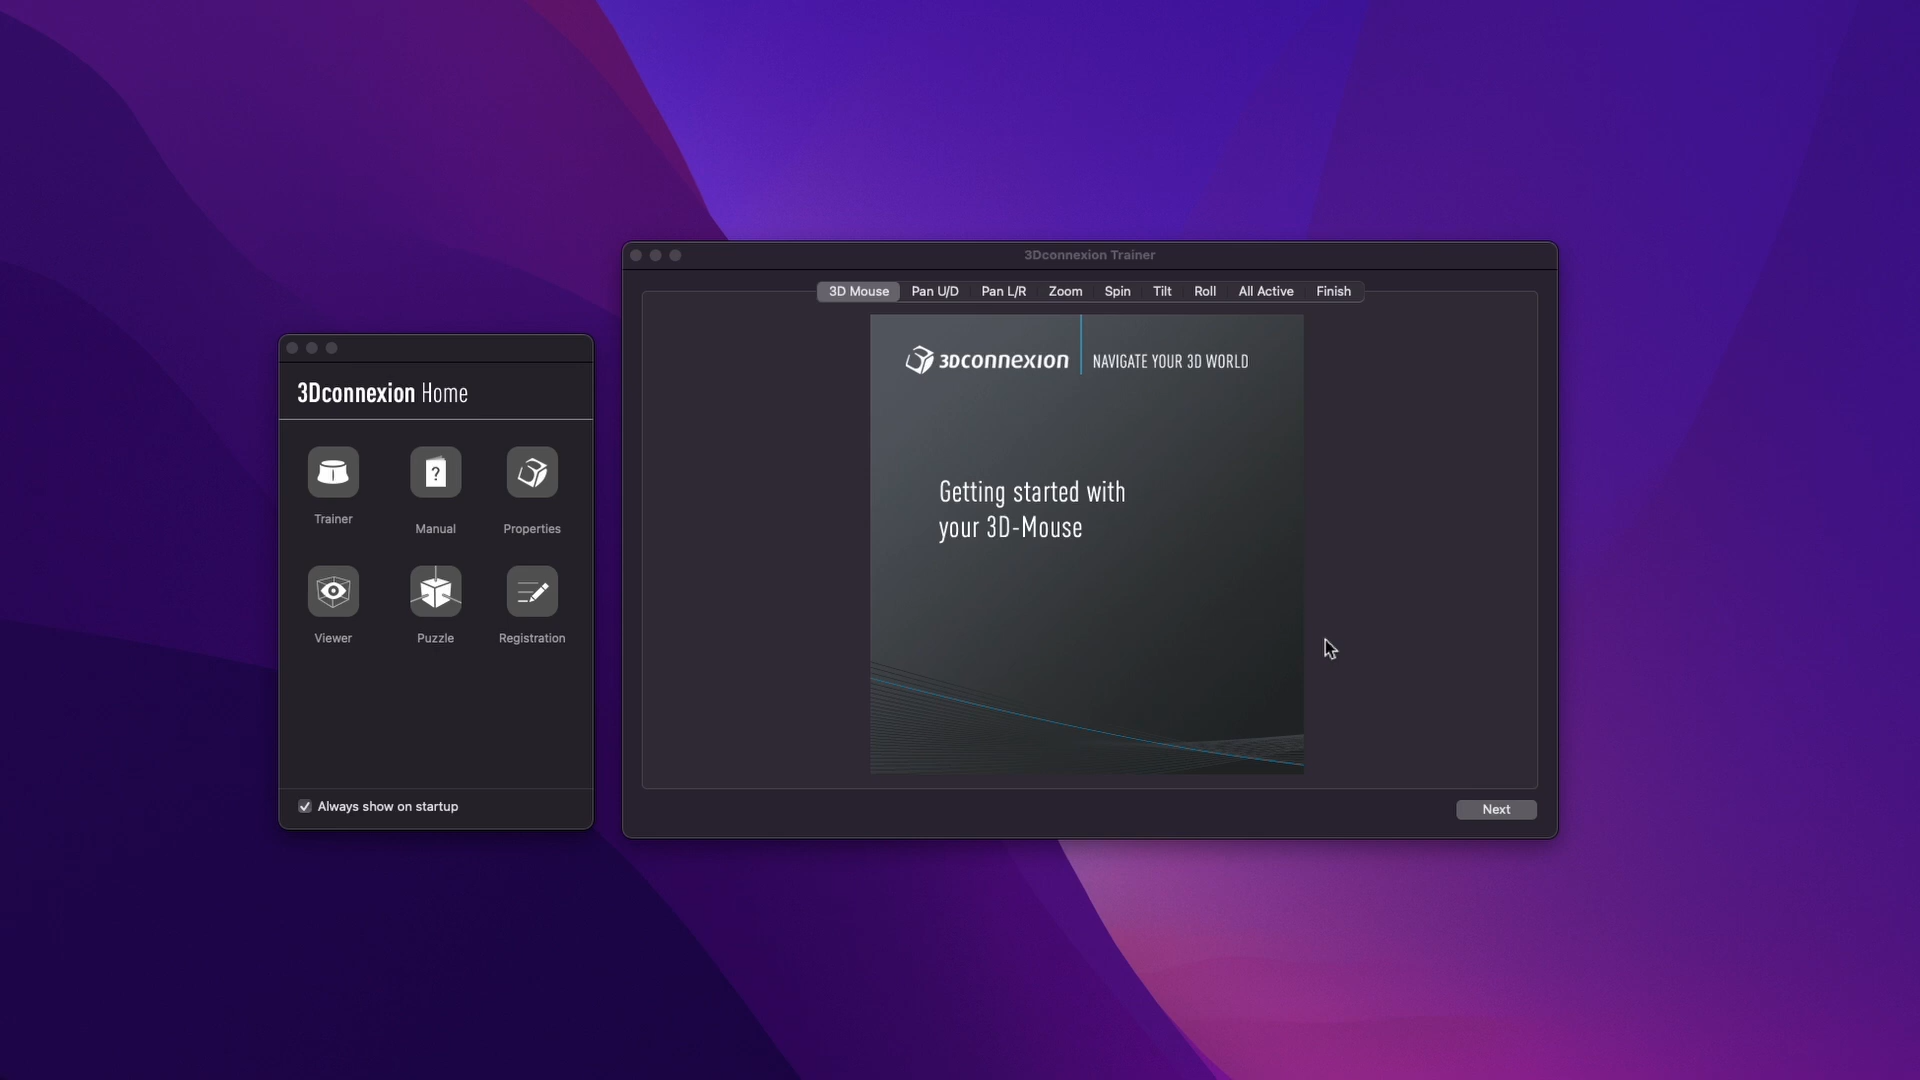 3Dconnexion Home
Trainer
?
Manual
Properties
Viewer
Puzzle
Registration
Always show on startup
3Dconnexion Trainer
3D Mouse
Pan U/D
Pan L/R
Zoom
Spin
Tilt
Roll
All Active
Finish
3Dconnexion
NAVIGATE YOUR 3D WORLD
Getting started with
your 3D-Mouse
Next